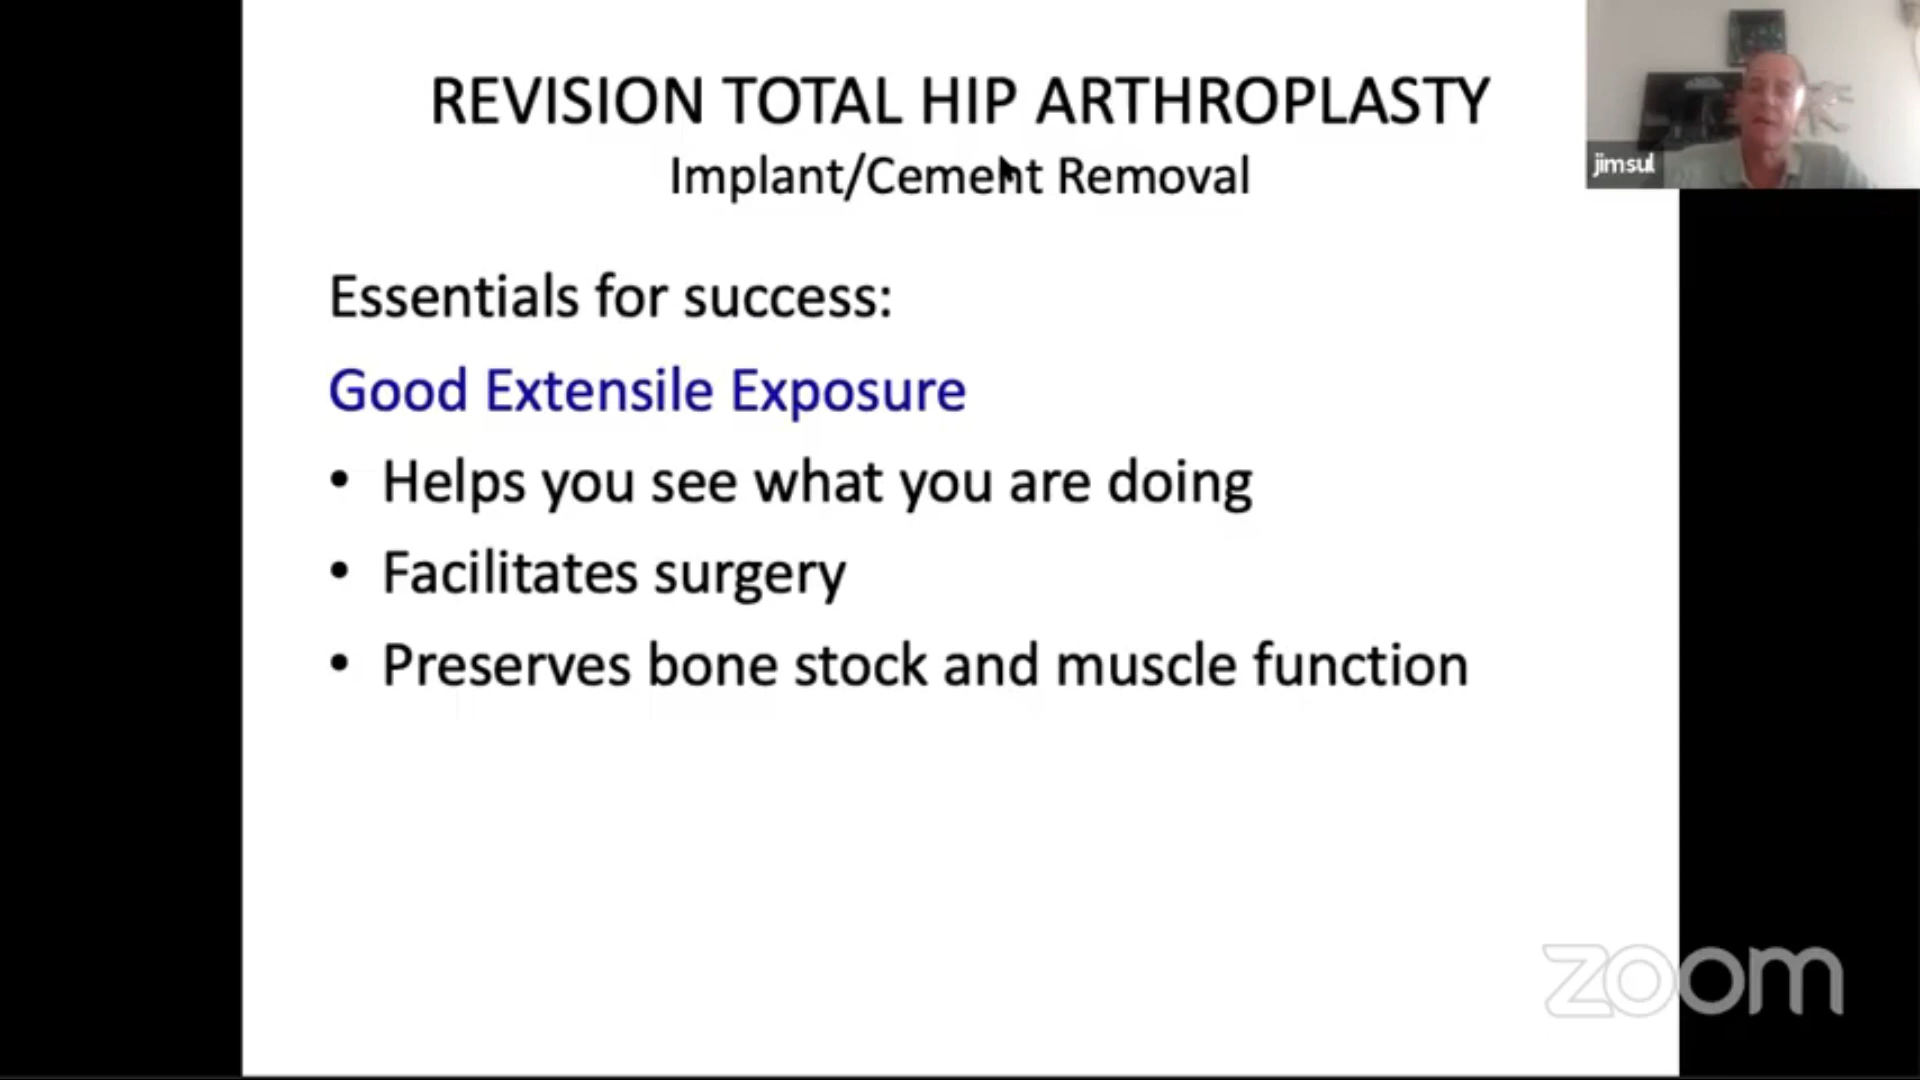 REVISION TOTAL HIP ARTHROPLASTY
Implant/Cement Removal
jimsul
Essentials for success:
Good Extensile Exposure
• Helps you see what you are doing
• Facilitates surgery
• Preserves bone stock and muscle function
zoom